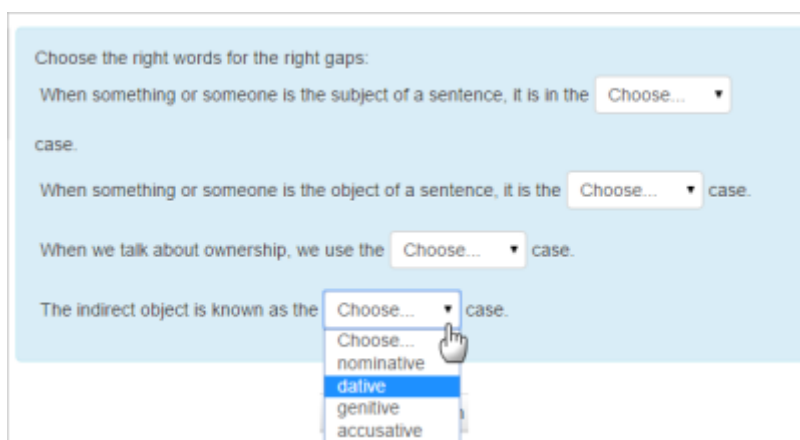 Choose the right words for the right gaps:
When something or someone is the subject of a sentence, it is in the Choose...
case.
When something or someone is the object of a sentence, it is the Choose... case.
When we talk about ownership, we use the Choose... case.
The indirect object is known as the Choose... case.
Choose...
nominative
dative
genitive
accusative